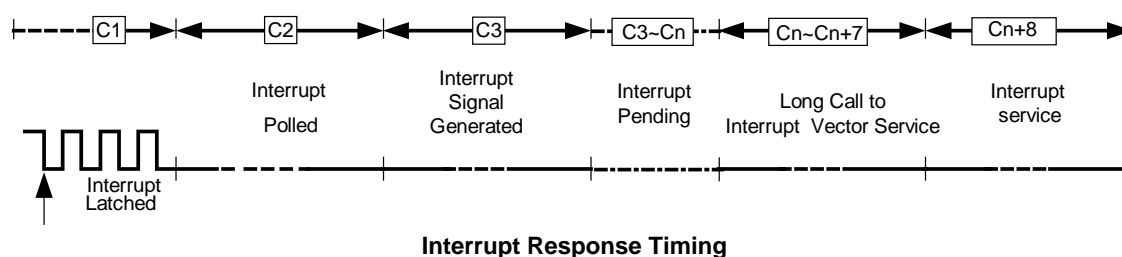 C1
C2
C3
C3~Cn
Cn~Cn+7
Cn+8
Interrupt
Polled
Interrupt
Signal
Generated
Interrupt
Pending
Long Call to
Interrupt Vector Service
Interrupt
service
Interrupt
Latched
Interrupt Response Timing